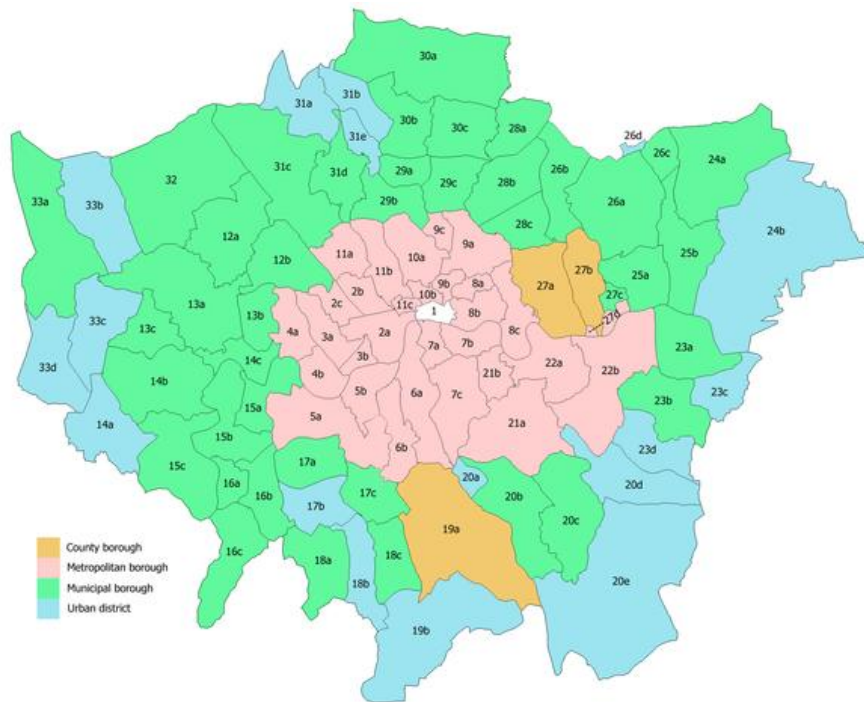 30a
31a
31b
31e
30b
30c
28a
26d
26c
24a
33a
33b
32
31c
31d
29a
29c
28b
26b
26a
29b
28c
25b
24b
12a
12b
11a
11b
10a
9c
9a
27a
27b
25a
27c
27d
33c
13a
13b
13c
2b
2c
11c
10b
9b
8a
1
8b
8c
33d
14a
14b
14c
4a
3a
2a
7a
7b
22a
22b
23a
3b
4b
5b
6a
7c
21b
23b
23c
15a
15b
15c
5a
6b
21a
23d
16a
16b
17a
17b
17c
20a
20b
20c
20d
16c
18a
18b
18c
19a
19b
20e
County borough
Metropolitan borough
Municipal borough
Urban district